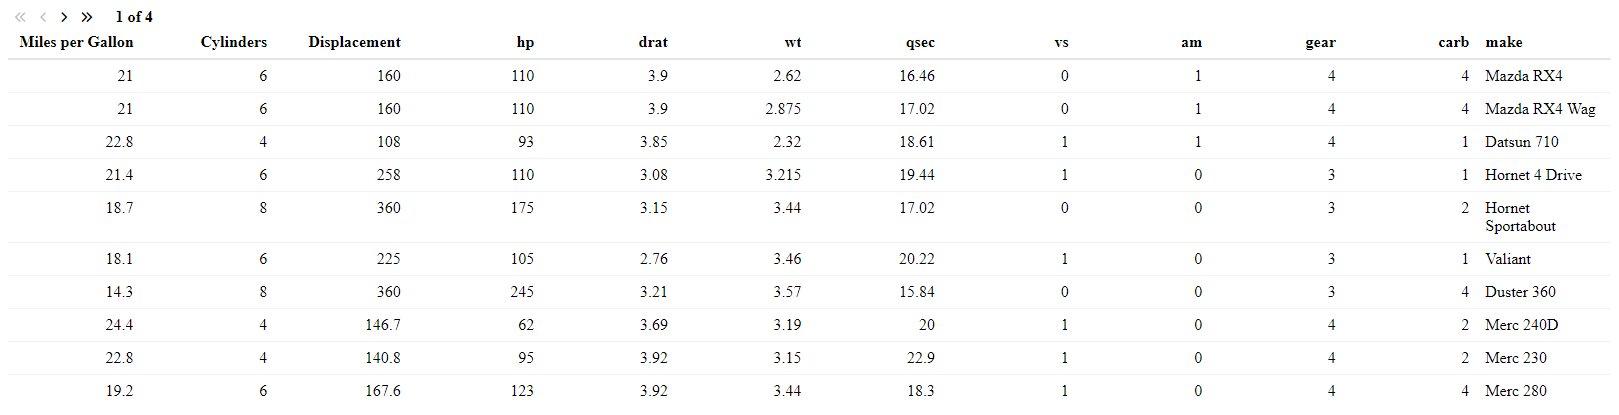 « ‹ › » 1 of 4
Miles per Gallon Cylinders Displacement hp drat wt qsec vs am gear carb make
21 6 160 110 3.9 2.62 16.46 0 1 4 4 Mazda RX4
21 6 160 110 3.9 2.875 17.02 0 1 4 4 Mazda RX4 Wag
22.8 4 108 93 3.85 2.32 18.61 1 1 4 1 Datsun 710
21.4 6 258 110 3.08 3.215 19.44 1 0 3 1 Hornet 4 Drive
18.7 8 360 175 3.15 3.44 17.02 0 0 3 2 Hornet
Sportabout
18.1 6 225 105 2.76 3.46 20.22 1 0 3 1 Valiant
14.3 8 360 245 3.21 3.57 15.84 0 0 3 4 Duster 360
24.4 4 146.7 62 3.69 3.19 20 1 0 4 2 Merc 240D
22.8 4 140.8 95 3.92 3.15 22.9 1 0 4 2 Merc 230
19.2 6 167.6 123 3.92 3.44 18.3 1 0 4 4 Merc 280